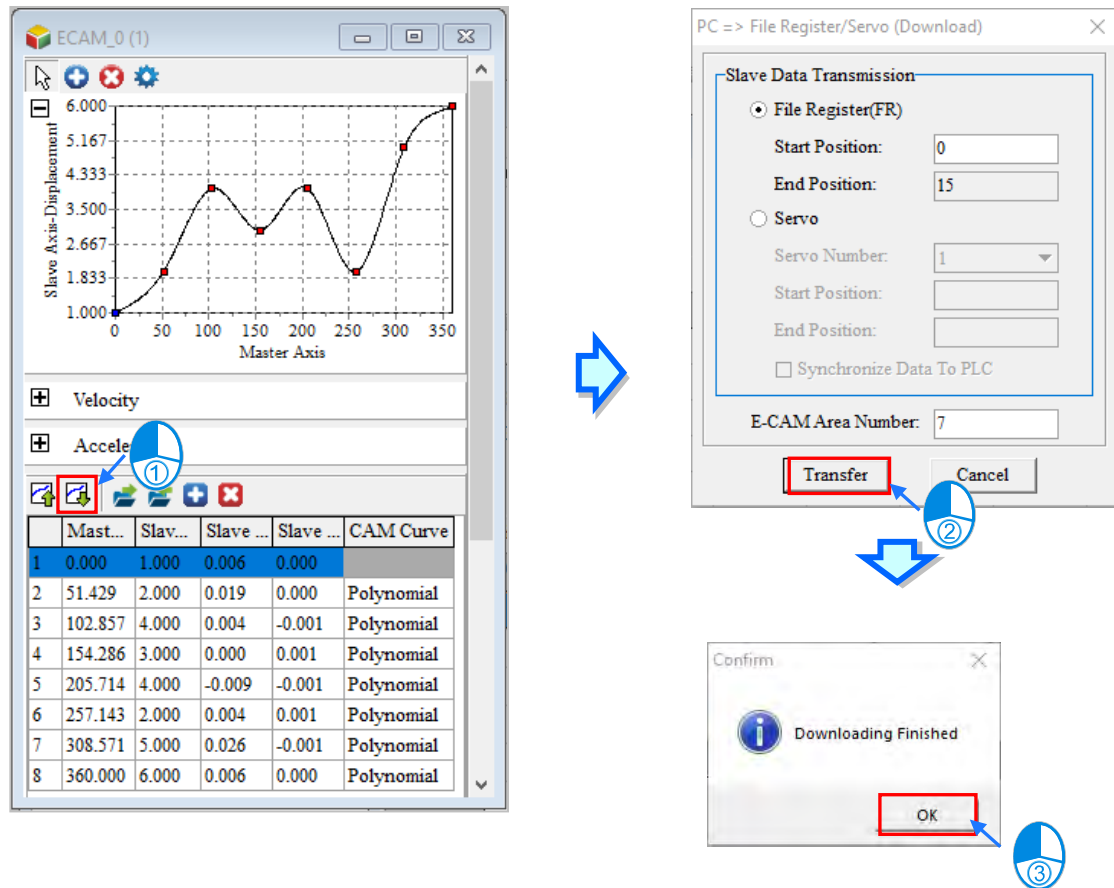 ECAM_0 (1)
6.000
5.167
4.333
3.500
2.667
1.833
1.000
Slave Axis-Displacement
0 50 100 150 200 250 300 350
Master Axis
Velocity
Accele
①
Mast... Slav... Slave ... Slave ... CAM Curve
1 0.000 1.000 0.006 0.000
2 51.429 2.000 0.019 0.000 Polynomial
3 102.857 4.000 0.004 -0.001 Polynomial
4 154.286 3.000 0.000 0.001 Polynomial
5 205.714 4.000 -0.009 -0.001 Polynomial
6 257.143 2.000 0.004 0.001 Polynomial
7 308.571 5.000 0.026 -0.001 Polynomial
8 360.000 6.000 0.006 0.000 Polynomial
PC => File Register/Servo (Download)
Slave Data Transmission
File Register(FR)
Start Position: 0
End Position: 15
Servo
Servo Number: 1
Start Position:
End Position:
Synchronize Data To PLC
E-CAM Area Number: 7
Transfer Cancel
②
Confirm
Downloading Finished
OK
③